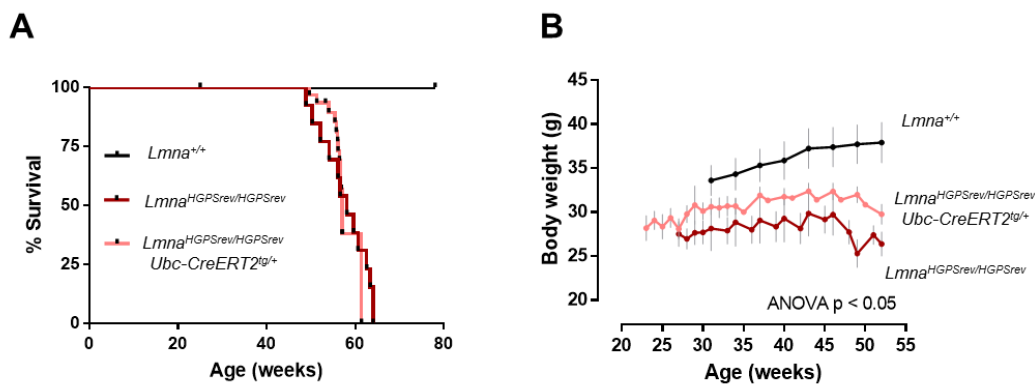 A
% Survival
100
75
50
25
0
0
20
40
60
80
Age (weeks)
Lmna+/+
LmnaHGPSrev/HGPSrev
LmnaHGPSrev/HGPSrev
Ubc-CreERT2tg/+
B
Body weight (g)
45
40
35
30
25
20
20
25
30
35
40
45
50
55
Age (weeks)
Lmna+/+
LmnaHGPSrev/HGPSrev
Ubc-CreERT2tg/+
LmnaHGPSrev/HGPSrev
ANOVA p < 0.05